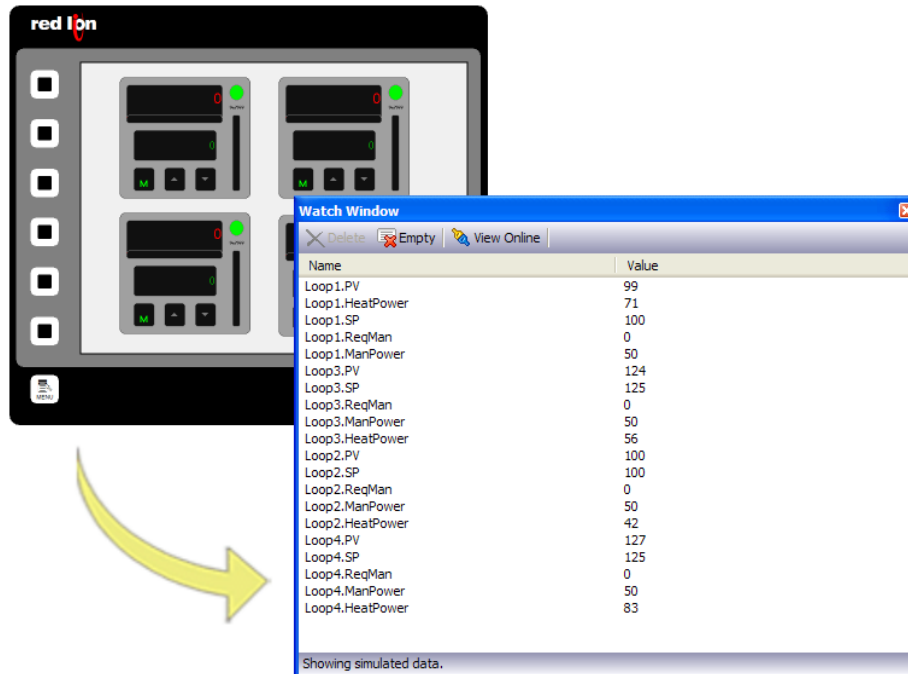 red lion
0
0
M
0
0
M
0
0
M
MENU
Watch Window
Delete Empty View Online
Name Value
Loop1.PV 99
Loop1.HeatPower 71
Loop1.SP 100
Loop1.ReqMan 0
Loop1.ManPower 50
Loop3.PV 124
Loop3.SP 125
Loop3.ReqMan 0
Loop3.ManPower 50
Loop3.HeatPower 56
Loop2.PV 100
Loop2.SP 100
Loop2.ReqMan 0
Loop2.ManPower 50
Loop2.HeatPower 42
Loop4.PV 127
Loop4.SP 125
Loop4.ReqMan 0
Loop4.ManPower 50
Loop4.HeatPower 83
Showing simulated data.